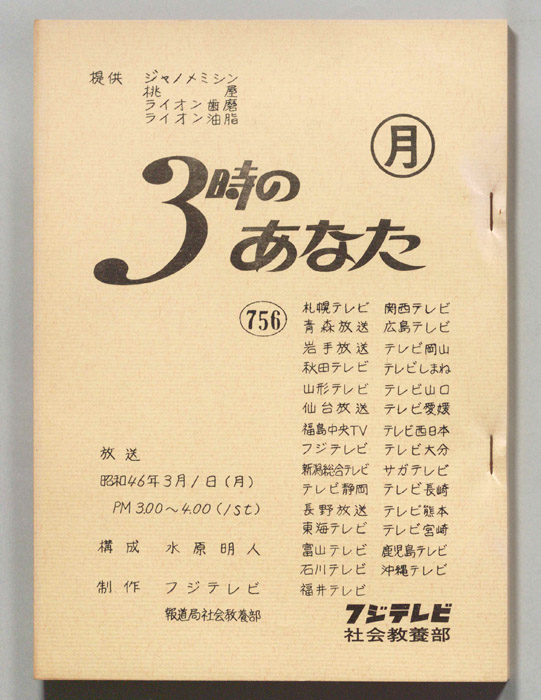 提供 ジャノメミシン
桃屋
ライオン歯磨
ライオン油脂
月
3時の
あなた
756
札幌テレビ 関西テレビ
青森放送 広島テレビ
岩手放送 テレビ岡山
秋田テレビ テレビしまね
山形テレビ テレビ山口
仙台放送 テレビ愛媛
福島中央TV テレビ西日本
フジテレビ テレビ大分
新潟総合テレビ サガテレビ
テレビ静岡 テレビ長崎
長野放送 テレビ熊本
東海テレビ テレビ宮崎
富山テレビ 鹿児島テレビ
石川テレビ 沖縄テレビ
福井テレビ
放送
昭和46年3月1日(月)
PM 3.00〜4.00 (1st)
構成 水原明人
制作 フジテレビ
報道局社会教養部
フジテレビ
社会教養部